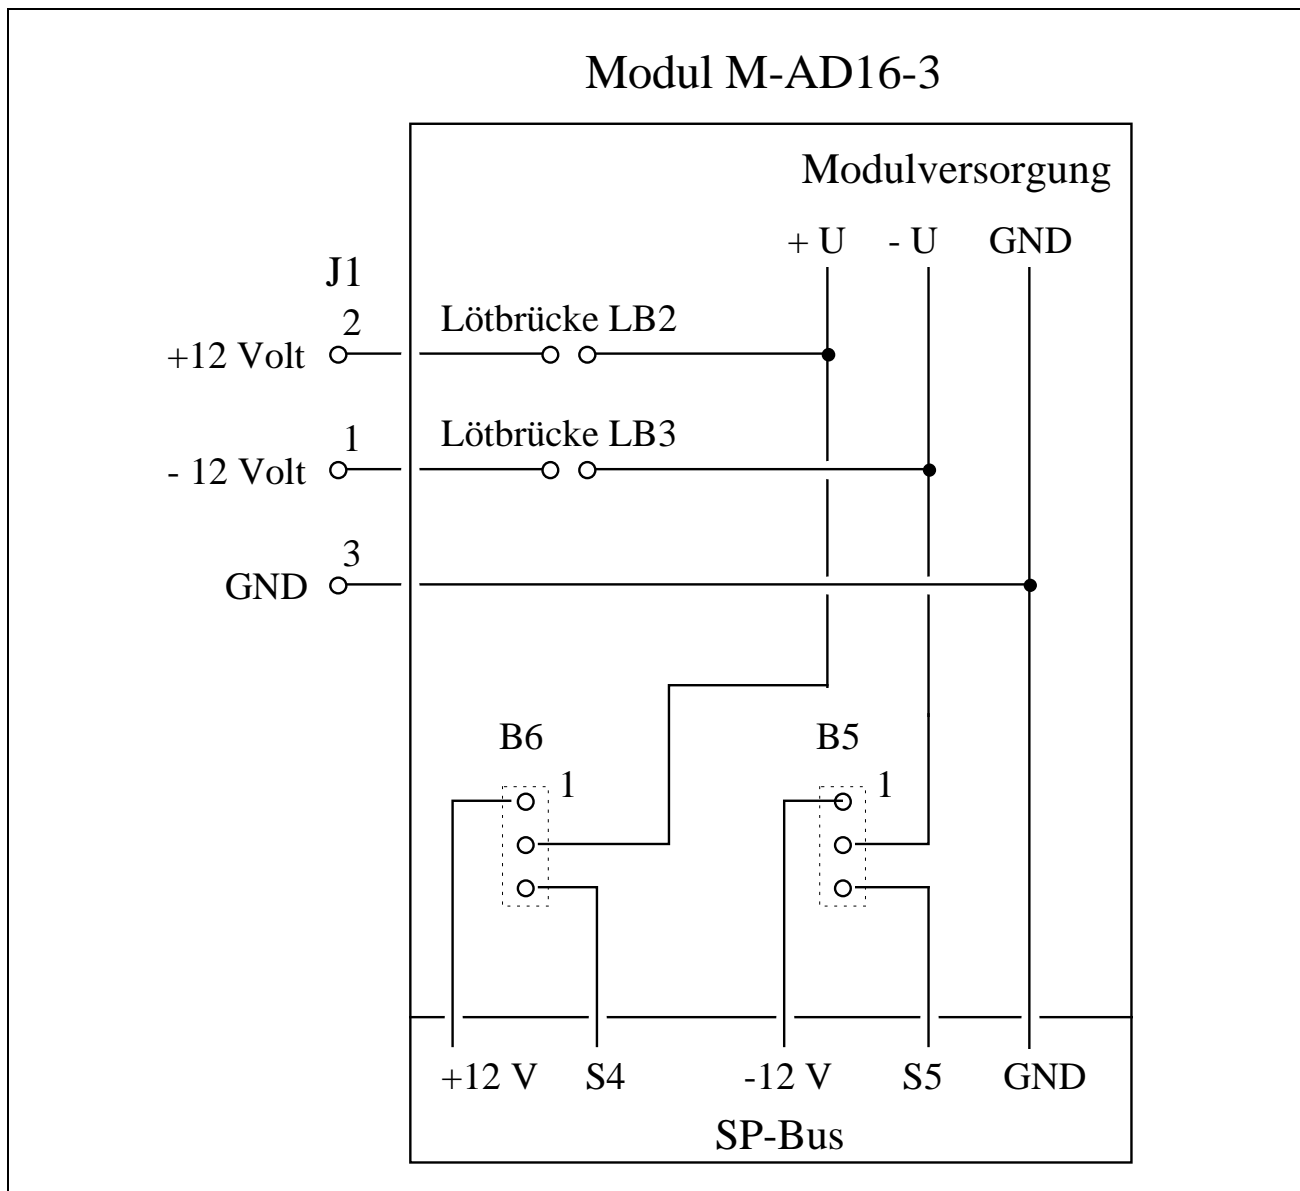 Modul M-AD16-3
Modulversorgung
+ U - U GND
J1
2
Lötbrücke LB2
+12 Volt
1
Lötbrücke LB3
- 12 Volt
3
GND
B6
B5
1
1
+12 V S4 -12 V S5 GND
SP-Bus